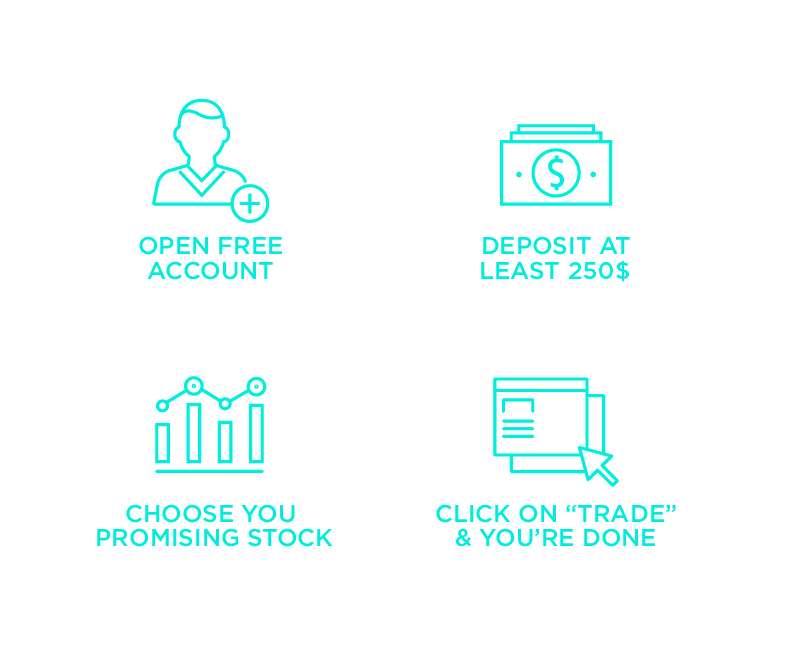 OPEN FREE
ACCOUNT
$
DEPOSIT AT
LEAST 250$
CHOOSE YOU
PROMISING STOCK
CLICK ON “TRADE”
& YOU’RE DONE